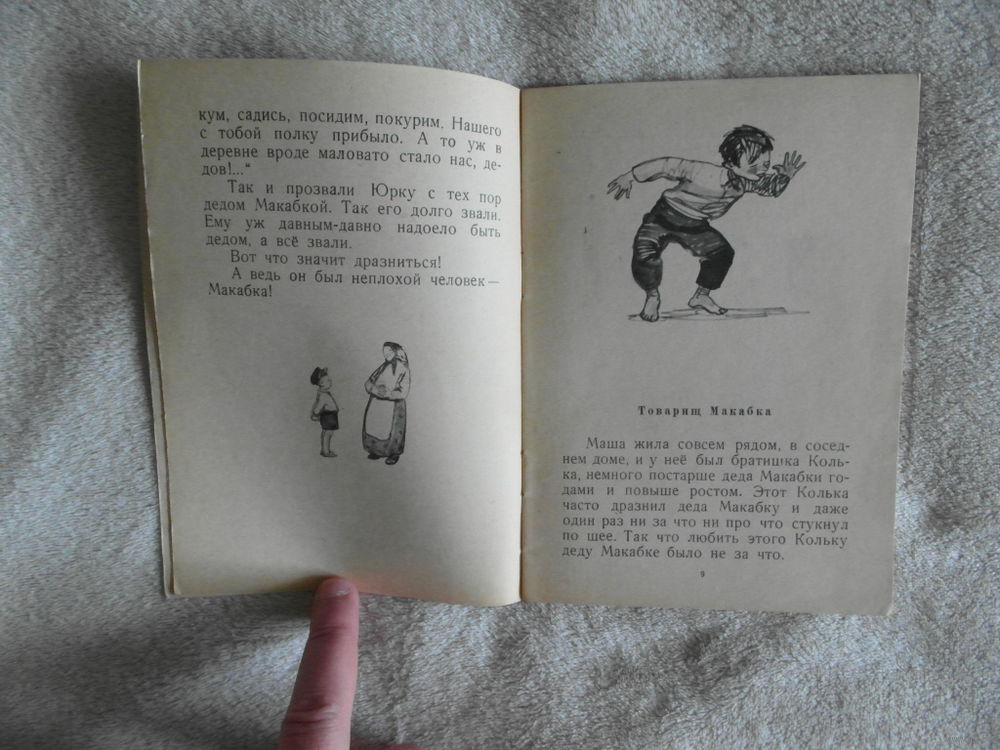 кум, садись, посидим, покурим. Нашего
с тобой полку прибыло. А то уж в
деревне вроде маловато стало нас, де-
дов!...“
Так и прозвали Юрку с тех пор
дедом Макабкой. Так его долго звали.
Ему уж давным-давно надоело быть
дедом, а всё звали.
Вот что значит дразниться!
А ведь он был неплохой человек —
Макабка!
Товарищ Макабка
Маша жила совсем рядом, в сосед-
нем доме, и у неё был братишка Коль-
ка, немного постарше деда Макабки го-
дами и повыше ростом. Этот Колька
часто дразнил деда Макабку и даже
один раз ни за что ни про что стукнул
по шее. Так что любить этого Кольку
деду Макабке было не за что.
9